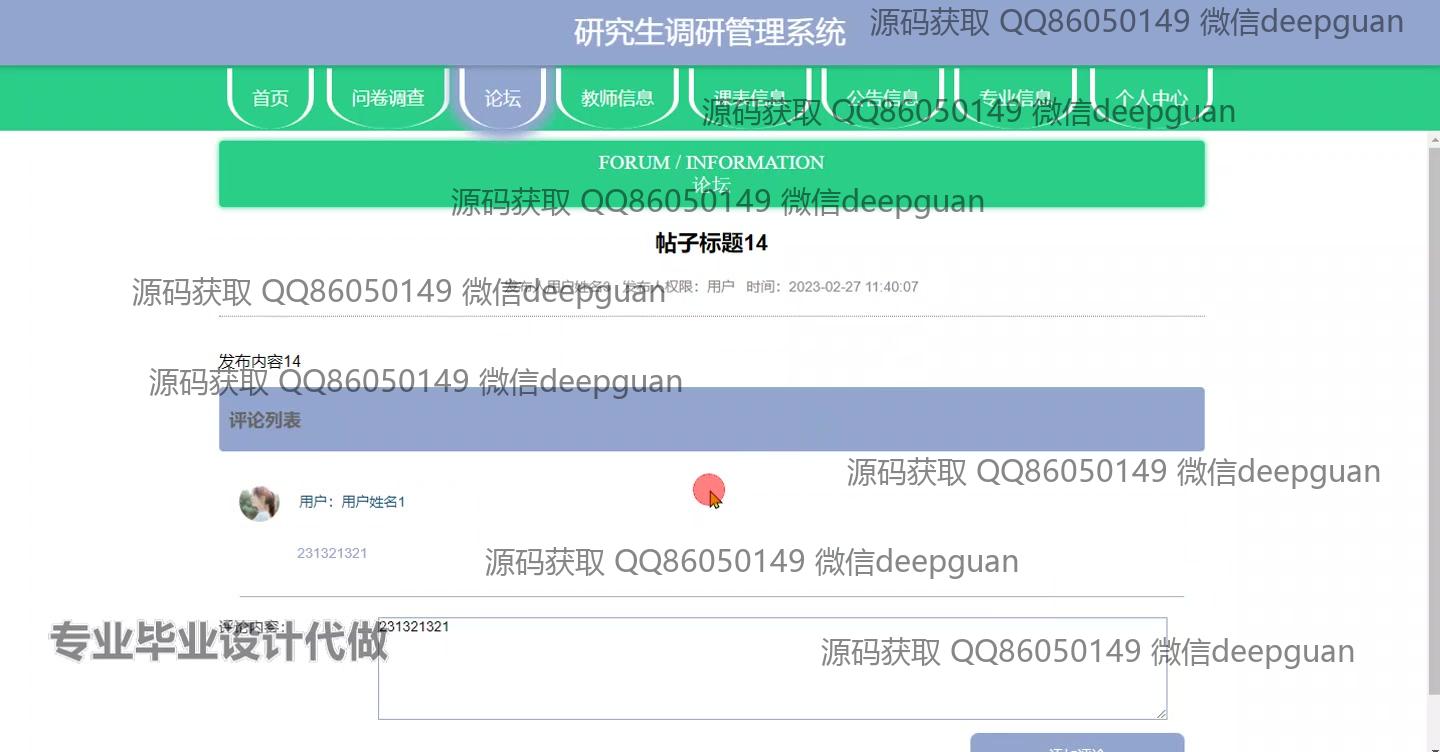 研究生调研管理系统
源码获取 QQ86050149 微信deepguan
首页 问卷调查 论坛 教师信息 课表信息 公告信息 专业信息 个人中心
源码获取 QQ86050149 微信deepguan
FORUM / INFORMATION
论坛
源码获取 QQ86050149 微信deepguan
帖子标题14
发布人用户姓名3 发布人权限：用户 时间：2023-02-27 11:40:07
源码获取 QQ86050149 微信deepguan
发布内容14
源码获取 QQ86050149 微信deepguan
评论列表
源码获取 QQ86050149 微信deepguan
用户：用户姓名1
231321321
源码获取 QQ86050149 微信deepguan
评论内容： 231321321
专业毕业设计代做
源码获取 QQ86050149 微信deepguan